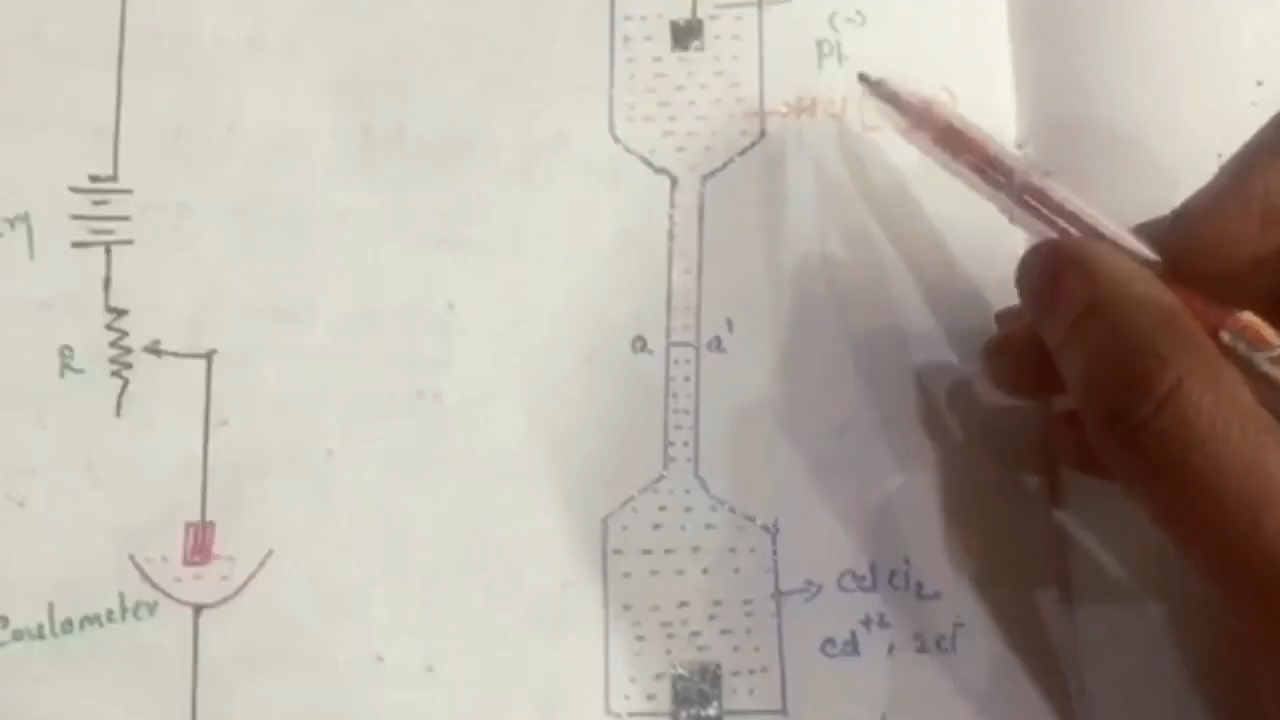 (-)
Pt
R
a a'
CdCl₂
Cd⁺², 2Cl⁻
Coulometer